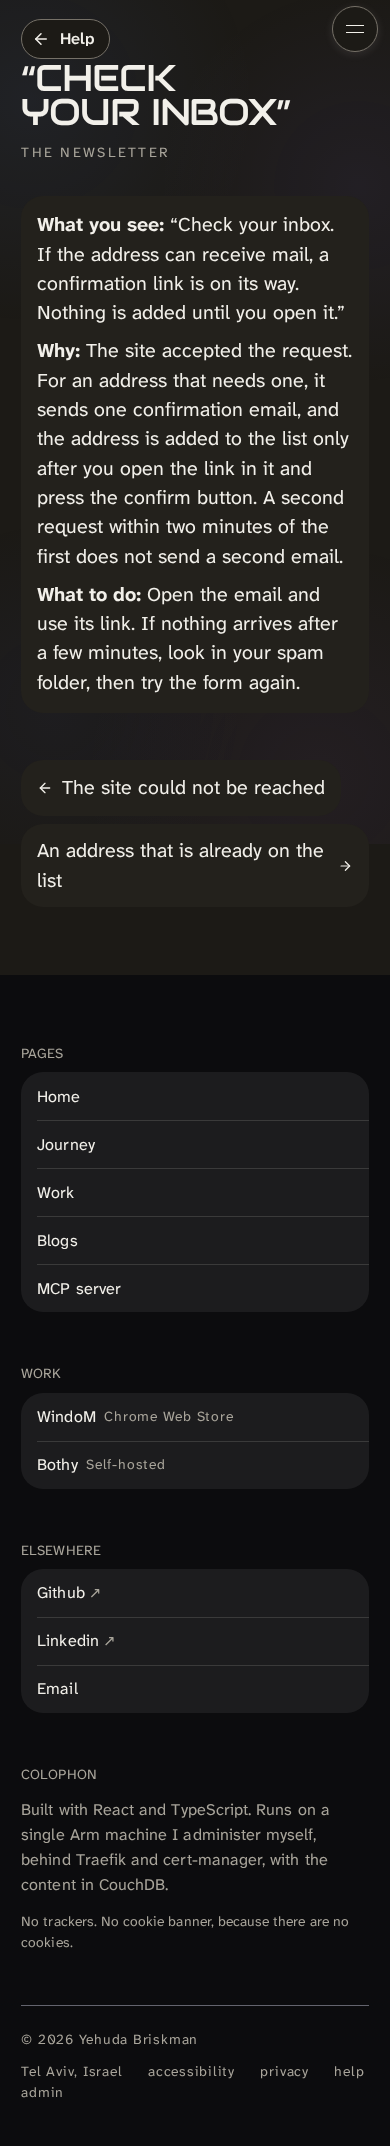 ← Help
“CHECK
YOUR INBOX”
THE NEWSLETTER
What you see: “Check your inbox.
If the address can receive mail, a
confirmation link is on its way.
Nothing is added until you open it.”
Why: The site accepted the request.
For an address that needs one, it
sends one confirmation email, and
the address is added to the list only
after you open the link in it and
press the confirm button. A second
request within two minutes of the
first does not send a second email.
What to do: Open the email and
use its link. If nothing arrives after
a few minutes, look in your spam
folder, then try the form again.
← The site could not be reached
An address that is already on the
list →
PAGES
Home
Journey
Work
Blogs
MCP server
WORK
WindoM Chrome Web Store
Bothy Self-hosted
ELSEWHERE
Github ↗
Linkedin ↗
Email
COLOPHON
Built with React and TypeScript. Runs on a
single Arm machine I administer myself,
behind Traefik and cert-manager, with the
content in CouchDB.
No trackers. No cookie banner, because there are no
cookies.
© 2026 Yehuda Briskman
Tel Aviv, Israel accessibility privacy help
admin